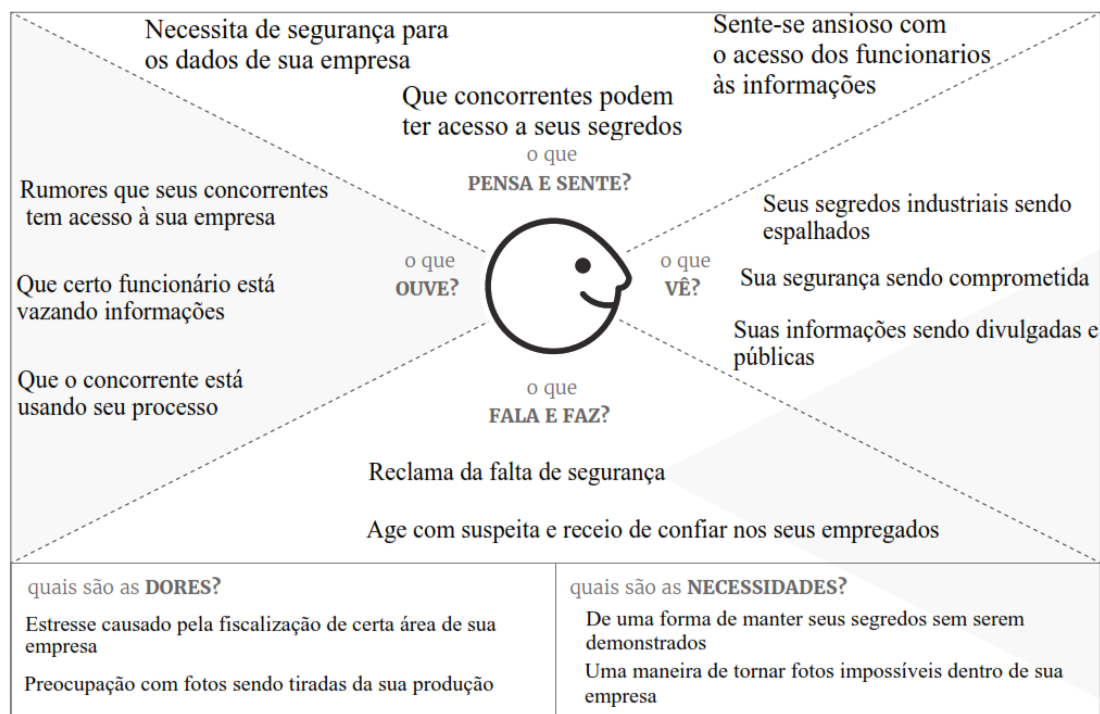 Necessita de segurança para
os dados de sua empresa
Sente-se ansioso com
o acesso dos funcionarios
às informações
Que concorrentes podem
ter acesso a seus segredos
o que
PENSA E SENTE?
Rumores que seus concorrentes
tem acesso à sua empresa
Que certo funcionário está
vazando informações
Que o concorrente está
usando seu processo
o que
OUVE?
o que
VÊ?
Seus segredos industriais sendo
espalhados
Sua segurança sendo comprometida
Suas informações sendo divulgadas e
públicas
o que
FALA E FAZ?
Reclama da falta de segurança
Age com suspeita e receio de confiar nos seus empregados
quais são as DORES?
Estresse causado pela fiscalização de certa área de sua
empresa
Preocupação com fotos sendo tiradas da sua produção
quais são as NECESSIDADES?
De uma forma de manter seus segredos sem serem
demonstrados
Uma maneira de tornar fotos impossíveis dentro de sua
empresa